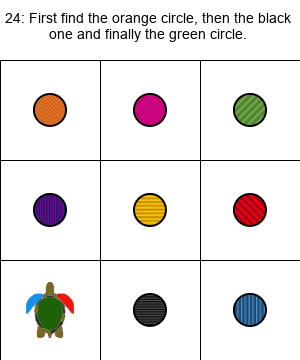 24: First find the orange circle, then the black
one and finally the green circle.